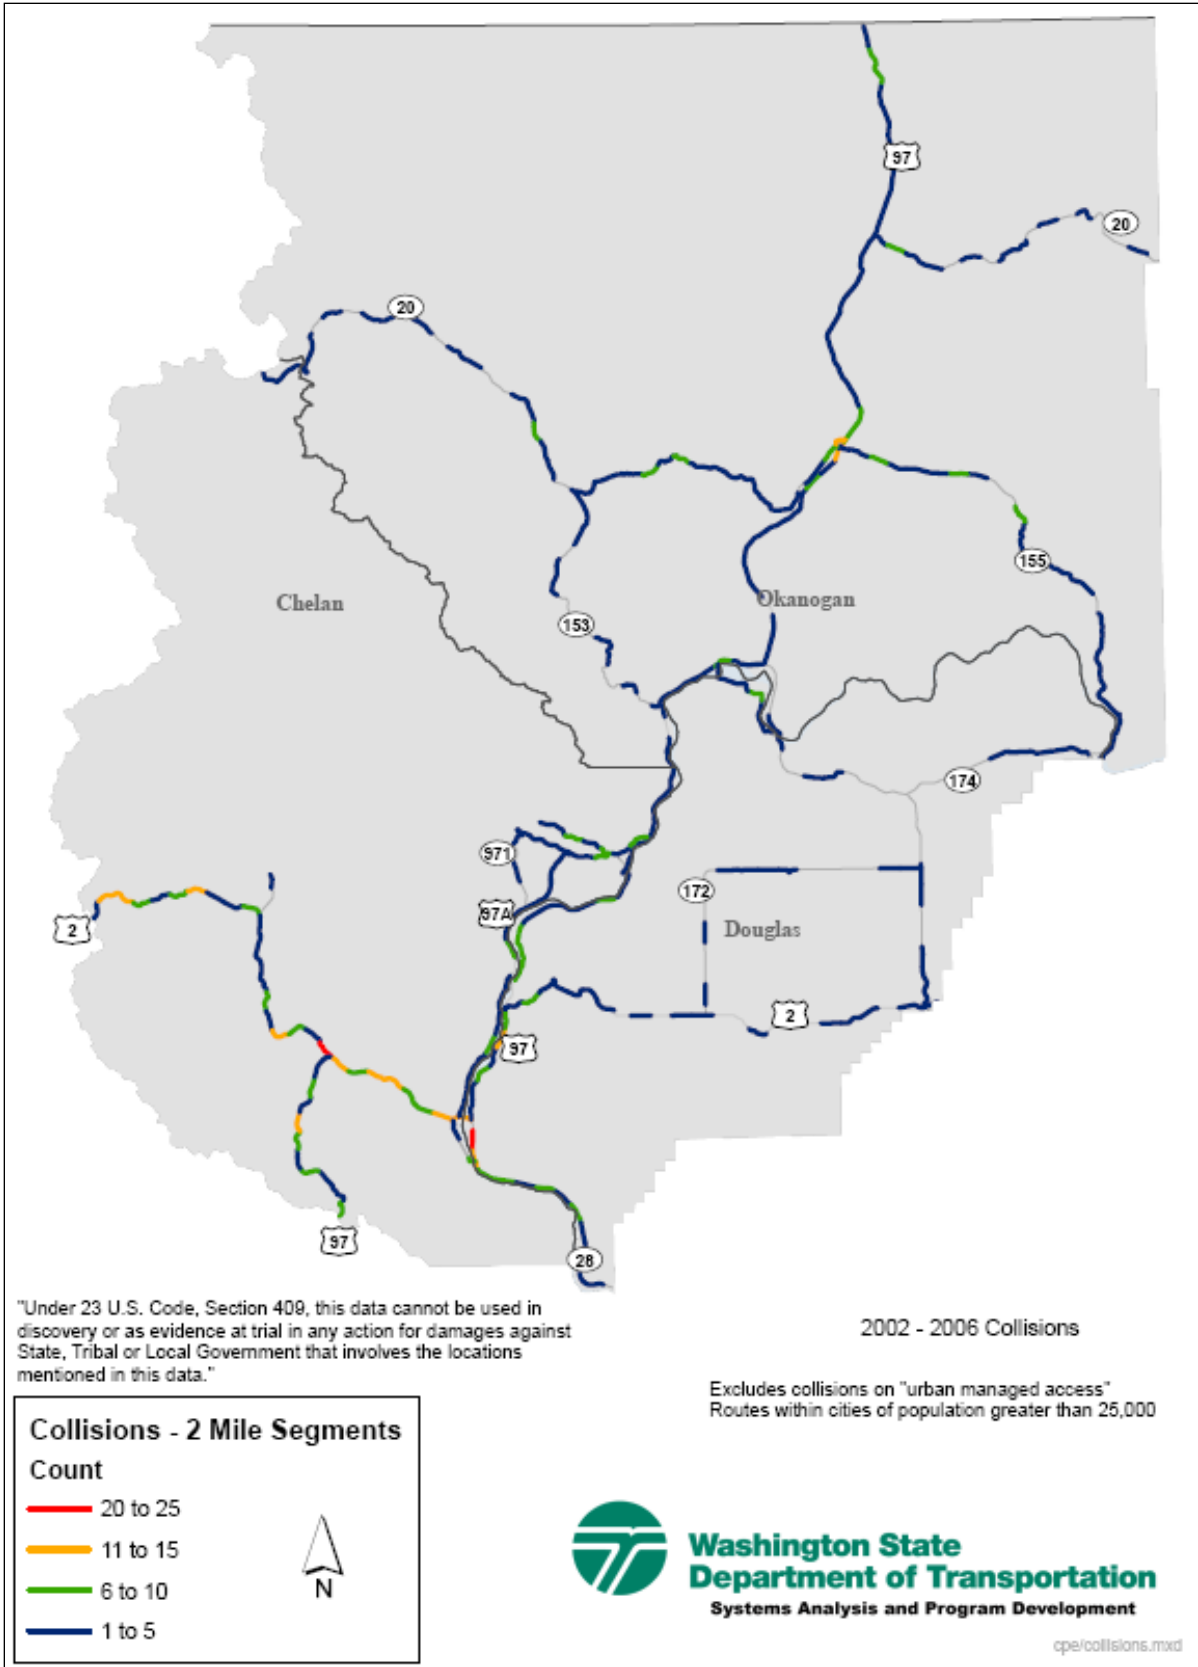 97
20
20
155
Chelan
Okanogan
153
174
971
172
97A
2
Douglas
2
97
97
28
"Under 23 U.S. Code, Section 409, this data cannot be used in
discovery or as evidence at trial in any action for damages against
State, Tribal or Local Government that involves the locations
mentioned in this data."
2002 - 2006 Collisions
Excludes collisions on "urban managed access"
Routes within cities of population greater than 25,000
Collisions - 2 Mile Segments
Count
20 to 25
11 to 15
6 to 10
1 to 5
N
Washington State
Department of Transportation
Systems Analysis and Program Development
cpe/collisions.mxd